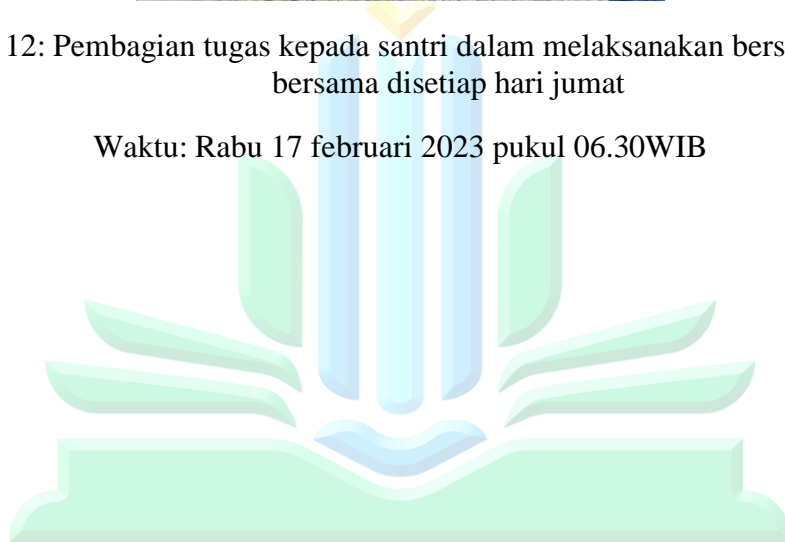 12: Pembagian tugas kepada santri dalam melaksanakan bers
bersama disetiap hari jumat
Waktu: Rabu 17 februari 2023 pukul 06.30WIB